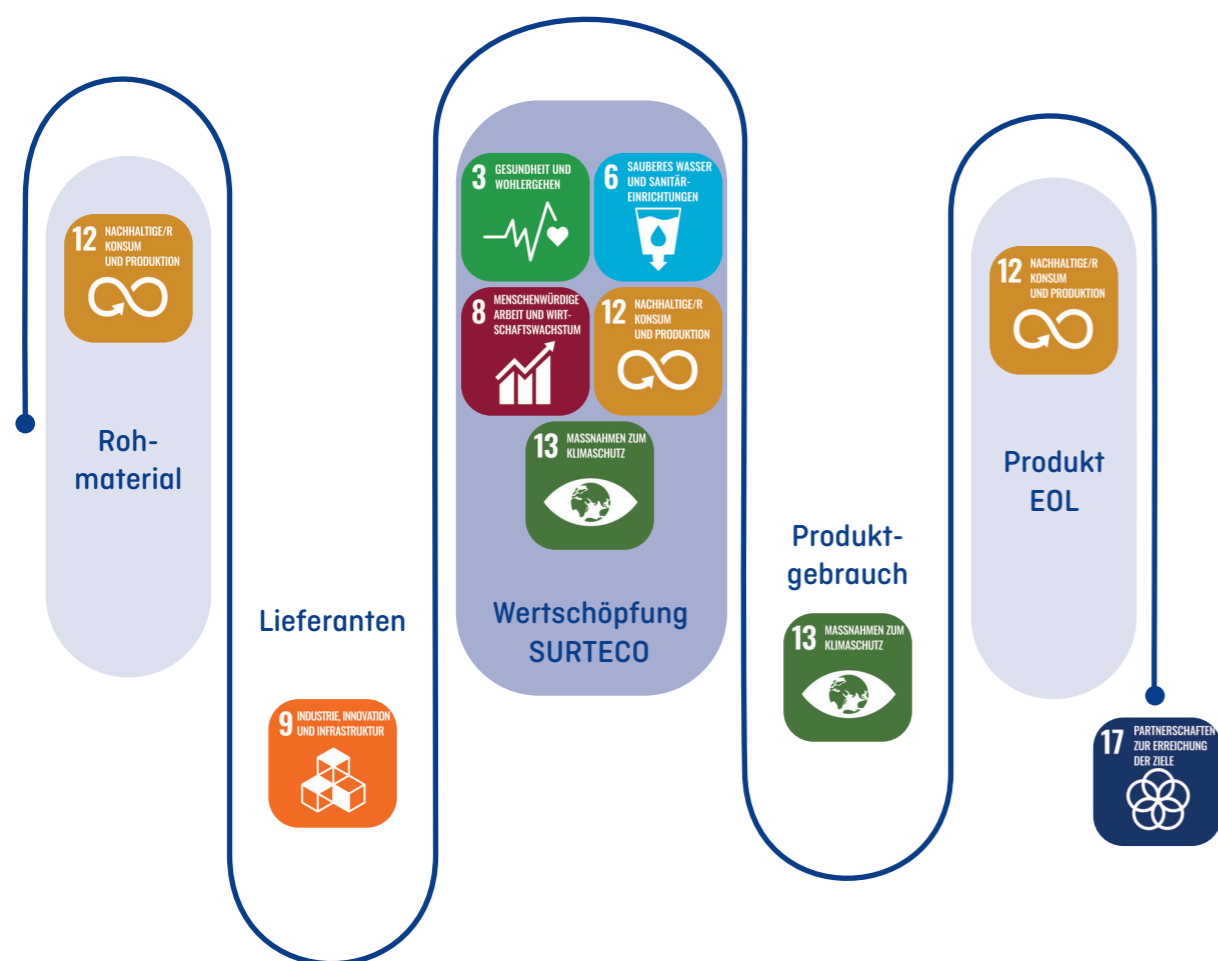 12 NACHHALTIGE/R
KONSUM
UND PRODUKTION
Roh-
material
Lieferanten
9 INDUSTRIE, INNOVATION
UND INFRASTRUKTUR
3 GESUNDHEIT UND
WOHLERGEHEN
6 SAUBERES WASSER
UND SANITÄR-
EINRICHTUNGEN
8 MENSCHENWÜRDIGE
ARBEIT UND WIRT-
SCHAFTSWACHSTUM
12 NACHHALTIGE/R
KONSUM
UND PRODUKTION
13 MASSNAHMEN ZUM
KLIMASCHUTZ
Wertschöpfung
SURTECO
Produkt-
gebrauch
13 MASSNAHMEN ZUM
KLIMASCHUTZ
12 NACHHALTIGE/R
KONSUM
UND PRODUKTION
Produkt
EOL
17 PARTNERSCHAFTEN
ZUR ERREICHUNG
DER ZIELE